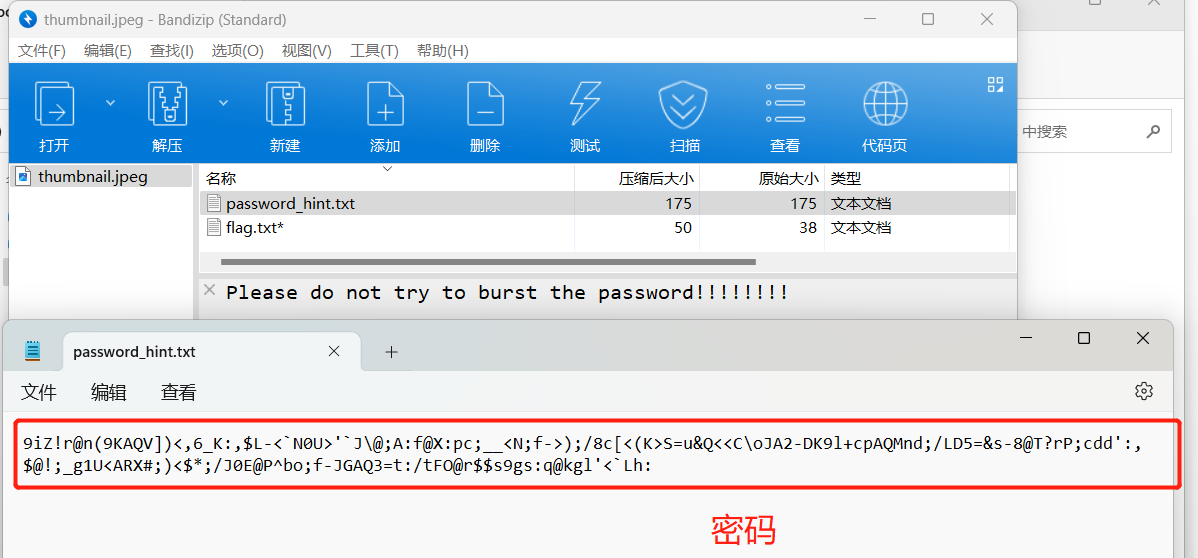 thumbnail.jpeg - Bandizip (Standard)
文件(F) 编辑(E) 查找(I) 选项(O) 视图(V) 工具(T) 帮助(H)
打开 解压 新建 添加 删除 测试 扫描 查看 代码页
中搜索
thumbnail.jpeg
名称 压缩后大小 原始大小 类型
password_hint.txt 175 175 文本文档
flag.txt* 50 38 文本文档
Please do not try to burst the password!!!!!!!!
password_hint.txt
文件 编辑 查看
9iZ!r@n(9KAQV])<,6_K:,$L-<`N0U>'`J\@;A:f@X:pc;__<N;f->);/8c[<(K>S=u&Q<<C\oJA2-DK9l+cpAQMnd;/LD5=&s-8@T?rP;cdd':,
$@!;_g1U<ARX#;)<$*;/J0E@P^bo;f-JGAQ3=t:/tFO@r$$s9gs:q@kgl'<`Lh:
密码